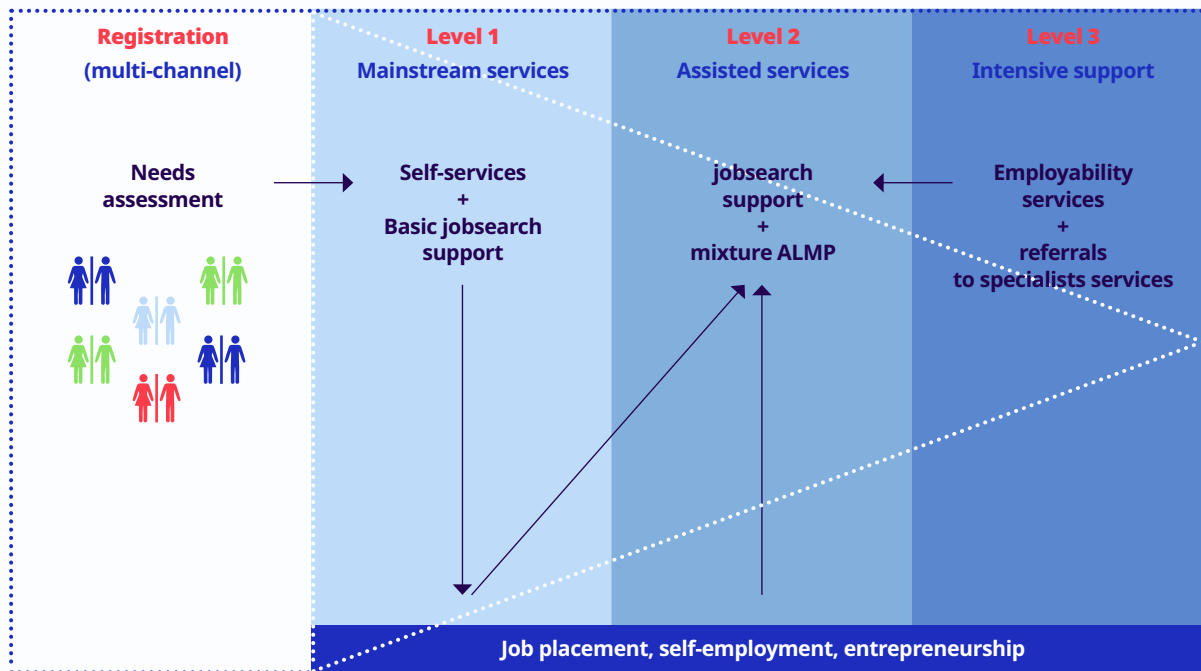 Registration
(multi-channel)
Needs
assessment
Level 1
Mainstream services
Self-services
+
Basic jobsearch
support
Level 2
Assisted services
jobsearch
support
+
mixture ALMP
Level 3
Intensive support
Employability
services
+
referrals
to specialists services
Job placement, self-employment, entrepreneurship